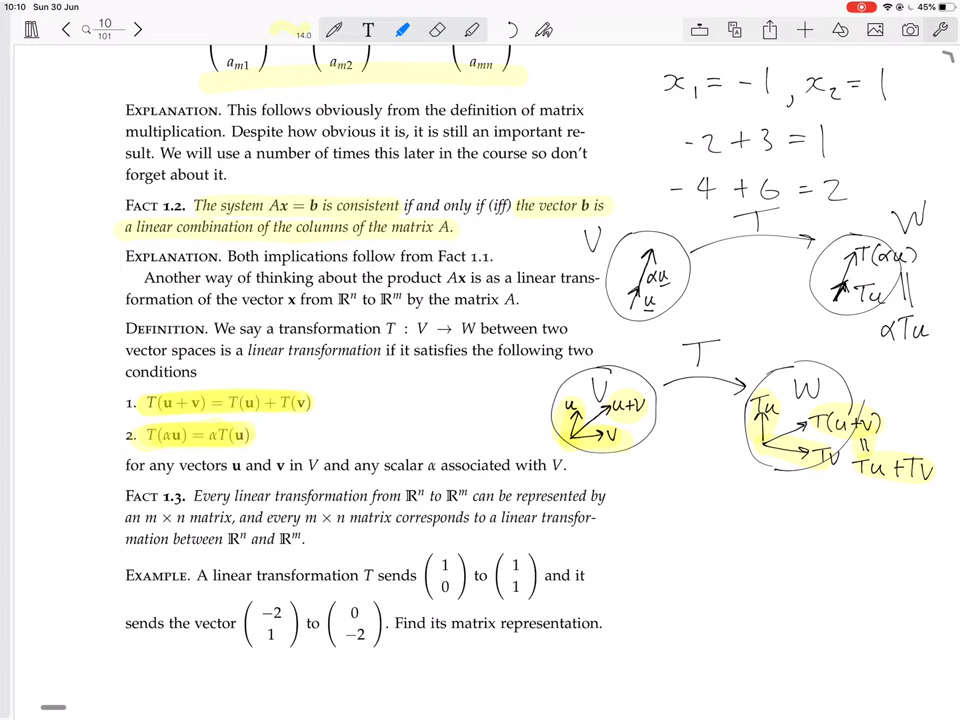 10:10 Sun 30 Jun
45%
10
101
14.0
T
a_{m1} a_{m2} a_{mn}
EXPLANATION. This follows obviously from the definition of matrix
multiplication. Despite how obvious it is, it is still an important re-
sult. We will use a number of times this later in the course so don't
forget about it.
FACT 1.2. The system Ax = b is consistent if and only if (iff) the vector b is
a linear combination of the columns of the matrix A.
EXPLANATION. Both implications follow from Fact 1.1.
Another way of thinking about the product Ax is as a linear trans-
formation of the vector x from ℝⁿ to ℝᵐ by the matrix A.
DEFINITION. We say a transformation T : V → W between two
vector spaces is a linear transformation if it satisfies the following two
conditions
1. T(u + v) = T(u) + T(v)
2. T(αu) = αT(u)
for any vectors u and v in V and any scalar α associated with V.
FACT 1.3. Every linear transformation from ℝⁿ to ℝᵐ can be represented by
an m × n matrix, and every m × n matrix corresponds to a linear transfor-
mation between ℝⁿ and ℝᵐ.
EXAMPLE. A linear transformation T sends (1 0) to (1 1) and it
sends the vector (−2 1) to (0 −2). Find its matrix representation.
x₁ = -1, x₂ = 1
-2 + 3 = 1
-4 + 6 = 2
V T W
αu T(αu)
u Tu ||
αTu
T
V W
u u+v Tu T(u+v)
v Tv ||
Tu + Tv